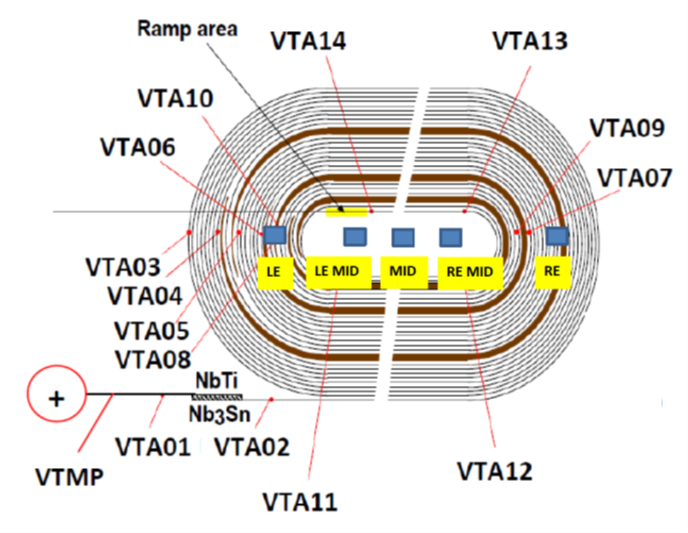 Ramp area
VTA14
VTA13
VTA10
VTA09
VTA06
VTA07
VTA03
LE
LE MID
MID
RE MID
RE
VTA04
VTA05
VTA08
NbTi
+
Nb3Sn
VTA01
VTA02
VTMP
VTA12
VTA11